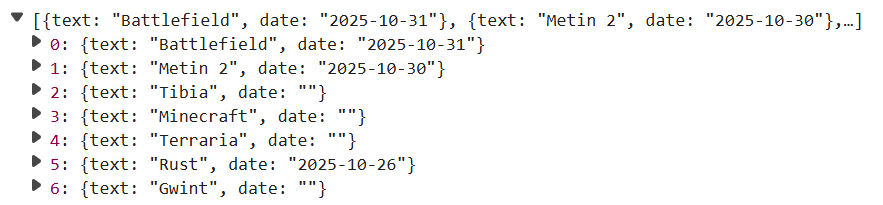 [{text: "Battlefield", date: "2025-10-31"}, {text: "Metin 2", date: "2025-10-30"},…]
0: {text: "Battlefield", date: "2025-10-31"}
1: {text: "Metin 2", date: "2025-10-30"}
2: {text: "Tibia", date: ""}
3: {text: "Minecraft", date: ""}
4: {text: "Terraria", date: ""}
5: {text: "Rust", date: "2025-10-26"}
6: {text: "Gwint", date: ""}